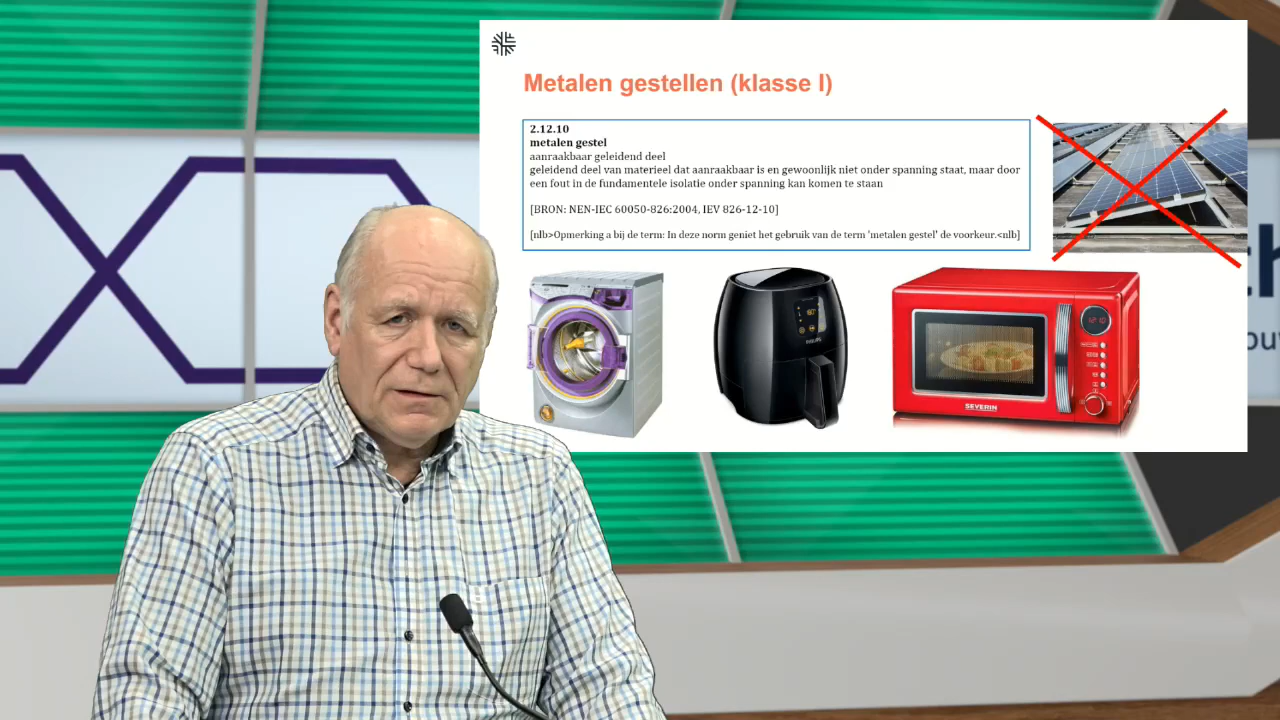 Metalen gestellen (klasse I)
2.12.10
metalen gestel
aanraakbaar geleidend deel
geleidend deel van materieel dat aanraakbaar is en gewoonlijk niet onder spanning staat, maar door
een fout in de fundamentele isolatie onder spanning kan komen te staan
[BRON: NEN-IEC 60050-826:2004, IEV 826-12-10]
[nlb>Opmerking a bij de term: In deze norm geniet het gebruik van de term 'metalen gestel' de voorkeur.<nlb]
PHILIPS
SEVERIN